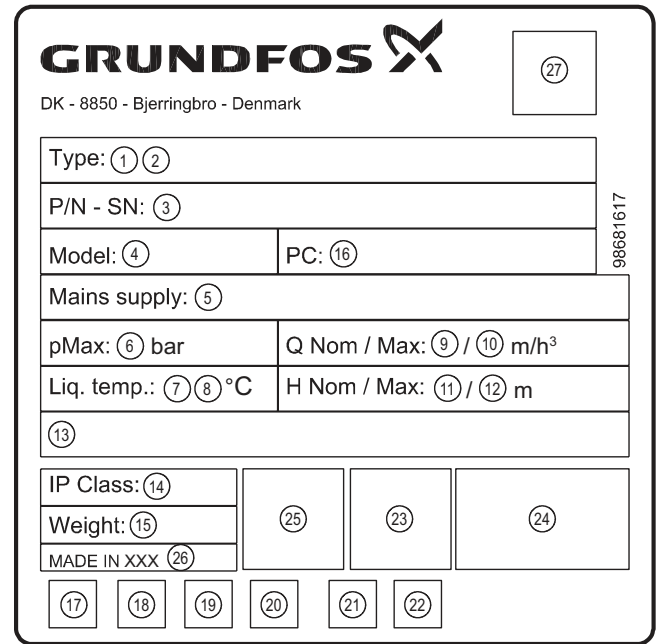 GRUNDFOS
DK - 8850 - Bjerringbro - Denmark
27
Type: 1 2
P/N - SN: 3
Model: 4
PC: 16
98681617
Mains supply: 5
pMax: 6 bar
Q Nom / Max: 9 / 10 m/h³
Liq. temp.: 7 8 °C
H Nom / Max: 11 / 12 m
13
IP Class: 14
Weight: 15
MADE IN XXX 26
25
23
24
17
18
19
20
21
22